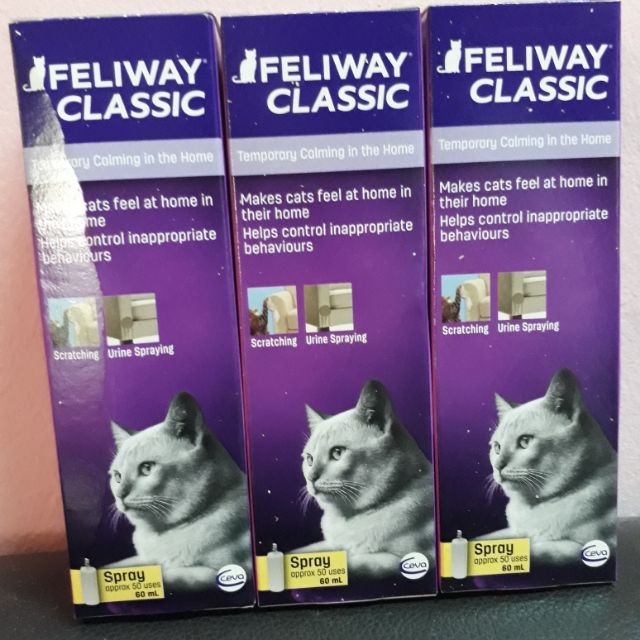 FELIWAY
CLASSIC
Calming in the Home
cats feel at home in
Helps control inappropriate
behaviours
Scratching
Urine Spraying
Spray
approx 50 uses
60 mL
Ceva
FELIWAY
CLASSIC
Temporary Calming in the Home
Makes cats feel at home in
their home
Helps control inappropriate
behaviours
Scratching
Urine Spraying
Spray
approx 50 uses
60 mL
Ceva
FELIWAY
CLASSIC
Temporary Calming in the Home
Makes cats feel at home in
their home
Helps control inappropriate
behaviours
Scratching
Urine Spraying
Spray
approx 50 uses
60 mL
Ceva